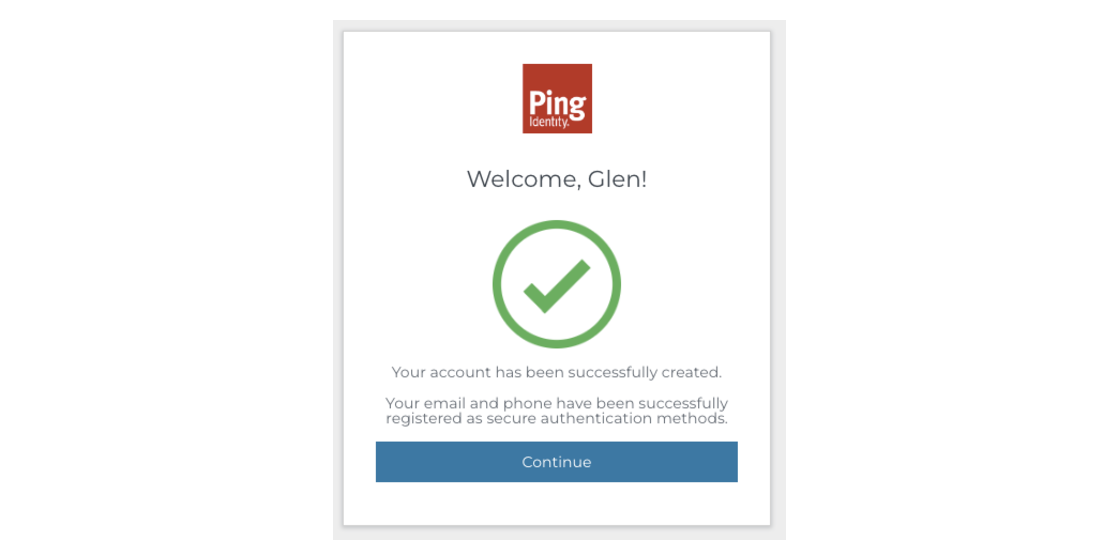 Ping
Identity.
Welcome, Glen!
Your account has been successfully created.
Your email and phone have been successfully
registered as secure authentication methods.
Continue